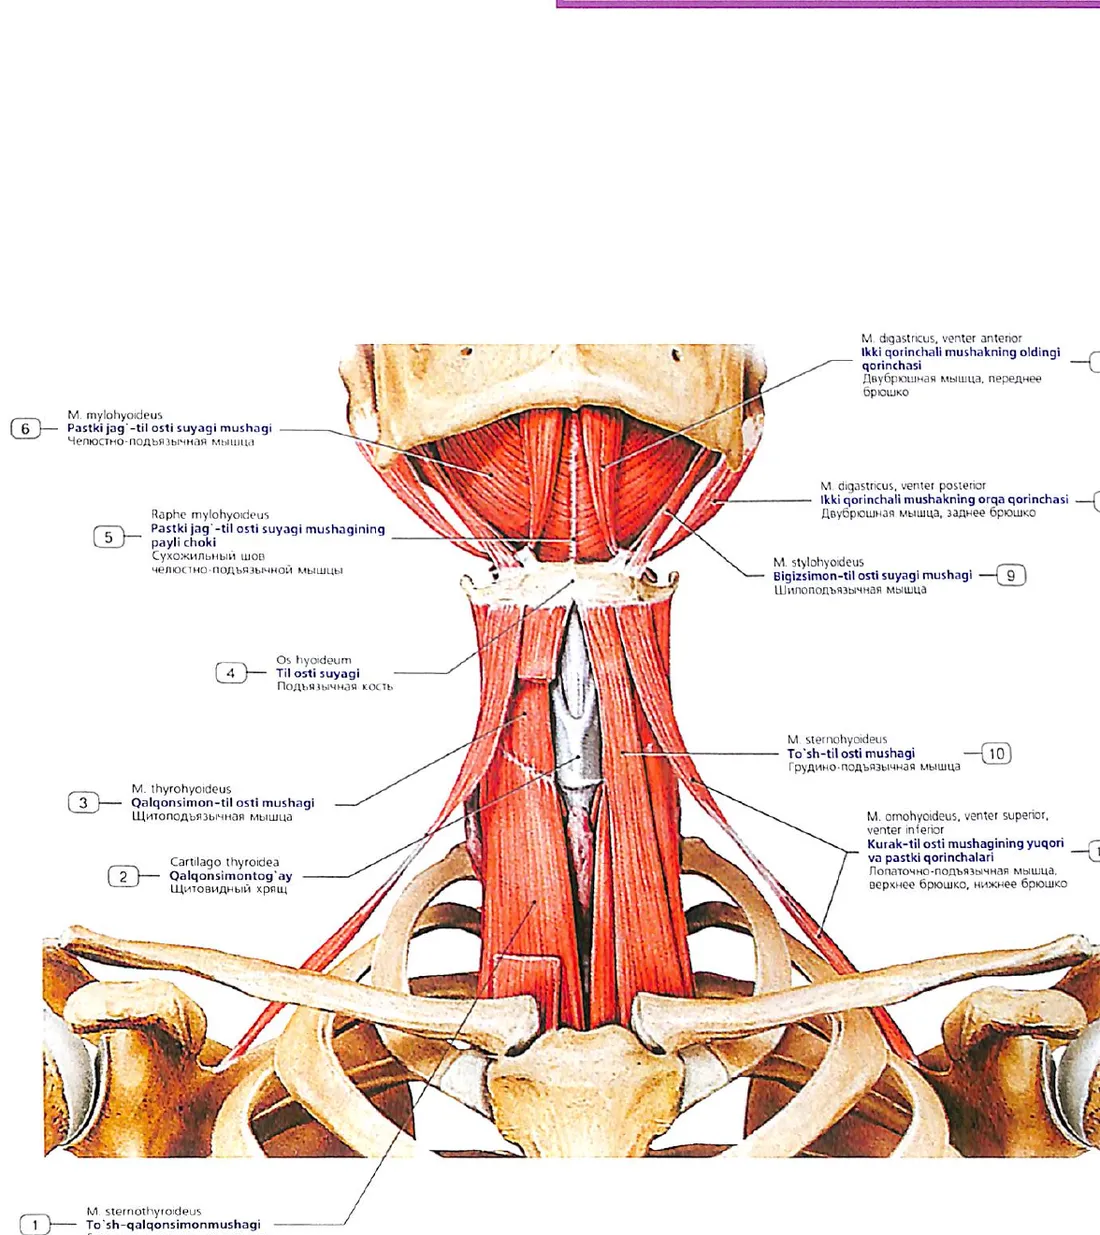 M. digastricus, venter anterior
Ikki qorinchali mushakning oldingi
qorinchasi
Двубрюшная мышца, переднее
брюшко
6
M. mylohyoideus
Pastki jag`-til osti suyagi mushagi
Челюстно-подъязычная мышца
M. digastricus, venter posterior
Ikki qorinchali mushakning orqa qorinchasi
Двубрюшная мышца, заднее брюшко
5
Raphe mylohyoideus
Pastki jag`-til osti suyagi mushagining
payli choki
Сухожильный шов
челюстно-подъязычной мышцы
M. stylohyoideus
Bigizsimon-til osti suyagi mushagi
Шилоподъязычная мышца
9
4
Os hyoideum
Til osti suyagi
Подъязычная кость
M. sternohyoideus
To`sh-til osti mushagi
Грудино-подъязычная мышца
10
3
M. thyrohyoideus
Qalqonsimon-til osti mushagi
Щитоподъязычная мышца
M. omohyoideus, venter superior,
venter inferior
Kurak-til osti mushagining yuqori
va pastki qorinchalari
Лопаточно-подъязычная мышца,
верхнее брюшко, нижнее брюшко
2
Cartilago thyroidea
Qalqonsimontog`ay
Щитовидный хрящ
1
M. sternothyroideus
To`sh-qalqonsimonmushagi